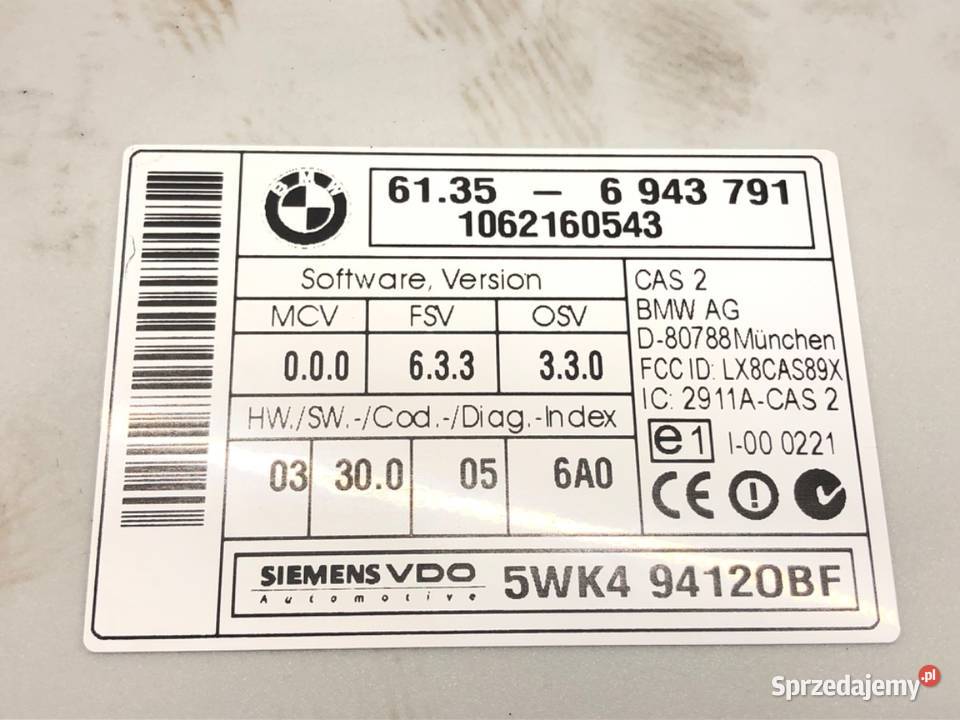 BMW
61.35 – 6 943 791
1062160543
Software, Version
MCV FSV OSV
0.0.0 6.3.3 3.3.0
HW./SW.-/Cod.-/Diag.-Index
03 30.0 05 6A0
CAS 2
BMW AG
D-80788 München
FCC ID: LX8CAS89X
IC: 2911A-CAS 2
e1 I-00 0221
CE
SIEMENS VDO
Automotive
5WK4 94120BF
Sprzedajemy.pl